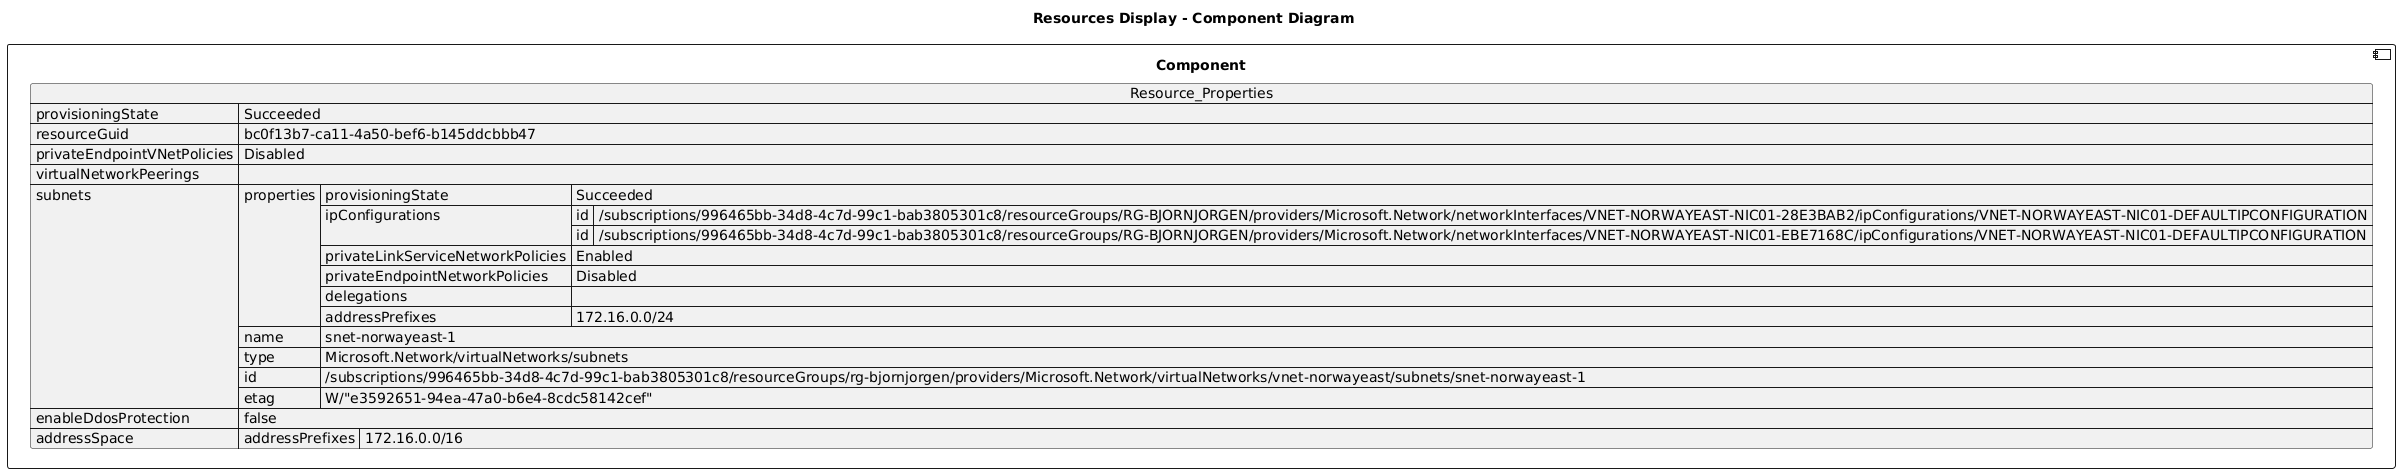 Resources Display - Component Diagram
Component
Resource_Properties
provisioningState Succeeded
resourceGuid bc0f13b7-ca11-4a50-bef6-b145ddcbbb47
privateEndpointVNetPolicies Disabled
virtualNetworkPeerings
subnets properties provisioningState Succeeded
ipConfigurations id /subscriptions/996465bb-34d8-4c7d-99c1-bab3805301c8/resourceGroups/RG-BJORNJORGEN/providers/Microsoft.Network/networkInterfaces/VNET-NORWAYEAST-NIC01-28E3BAB2/ipConfigurations/VNET-NORWAYEAST-NIC01-DEFAULTIPCONFIGURATION
id /subscriptions/996465bb-34d8-4c7d-99c1-bab3805301c8/resourceGroups/RG-BJORNJORGEN/providers/Microsoft.Network/networkInterfaces/VNET-NORWAYEAST-NIC01-EBE7168C/ipConfigurations/VNET-NORWAYEAST-NIC01-DEFAULTIPCONFIGURATION
privateLinkServiceNetworkPolicies Enabled
privateEndpointNetworkPolicies Disabled
delegations
addressPrefixes 172.16.0.0/24
name snet-norwayeast-1
type Microsoft.Network/virtualNetworks/subnets
id /subscriptions/996465bb-34d8-4c7d-99c1-bab3805301c8/resourceGroups/rg-bjornjorgen/providers/Microsoft.Network/virtualNetworks/vnet-norwayeast/subnets/snet-norwayeast-1
etag W/"e3592651-94ea-47a0-b6e4-8cdc58142cef"
enableDdosProtection false
addressSpace addressPrefixes 172.16.0.0/16